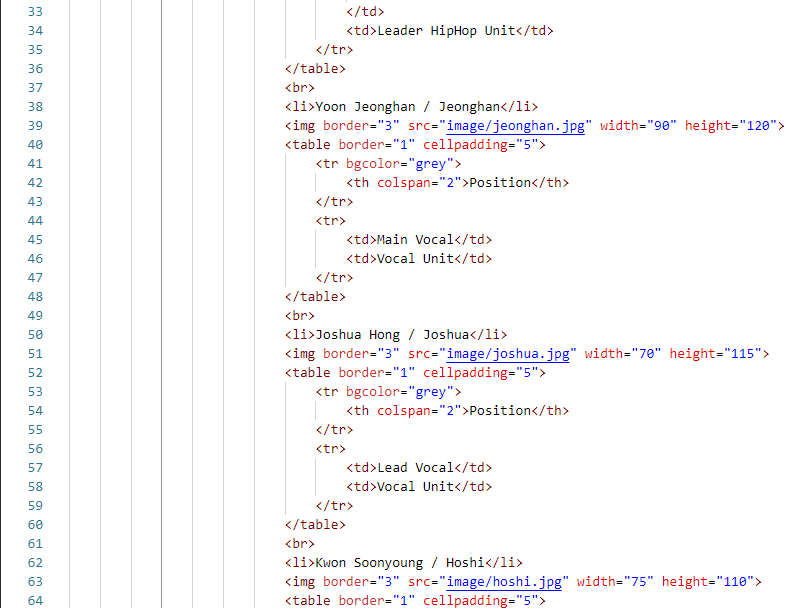 33 </td>
34 <td>Leader HipHop Unit</td>
35 </tr>
36 </table>
37 <br>
38 <li>Yoon Jeonghan / Jeonghan</li>
39 <img border="3" src="image/jeonghan.jpg" width="90" height="120">
40 <table border="1" cellpadding="5">
41 <tr bgcolor="grey">
42 <th colspan="2">Position</th>
43 </tr>
44 <tr>
45 <td>Main Vocal</td>
46 <td>Vocal Unit</td>
47 </tr>
48 </table>
49 <br>
50 <li>Joshua Hong / Joshua</li>
51 <img border="3" src="image/joshua.jpg" width="70" height="115">
52 <table border="1" cellpadding="5">
53 <tr bgcolor="grey">
54 <th colspan="2">Position</th>
55 </tr>
56 <tr>
57 <td>Lead Vocal</td>
58 <td>Vocal Unit</td>
59 </tr>
60 </table>
61 <br>
62 <li>Kwon Soonyoung / Hoshi</li>
63 <img border="3" src="image/hoshi.jpg" width="75" height="110">
64 <table border="1" cellpadding="5">